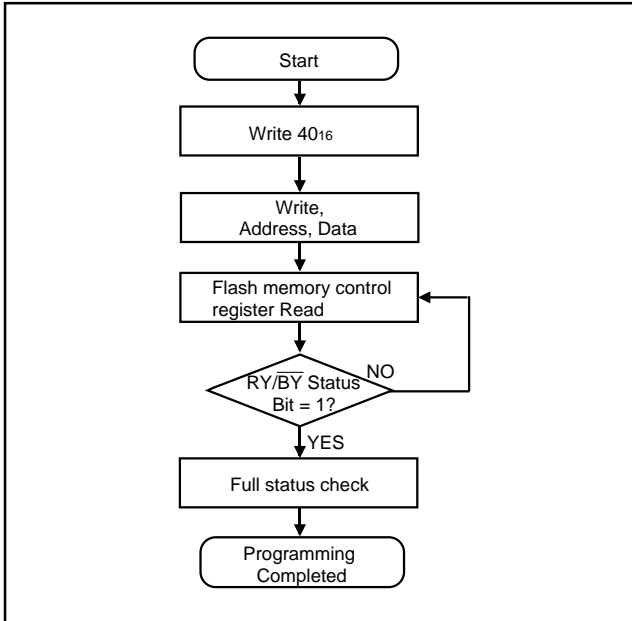 Start
Write 40₁₆
Write,
Address, Data
Flash memory control
register Read
RY/B̅Y̅ Status
Bit = 1?
NO
YES
Full status check
Programming
Completed